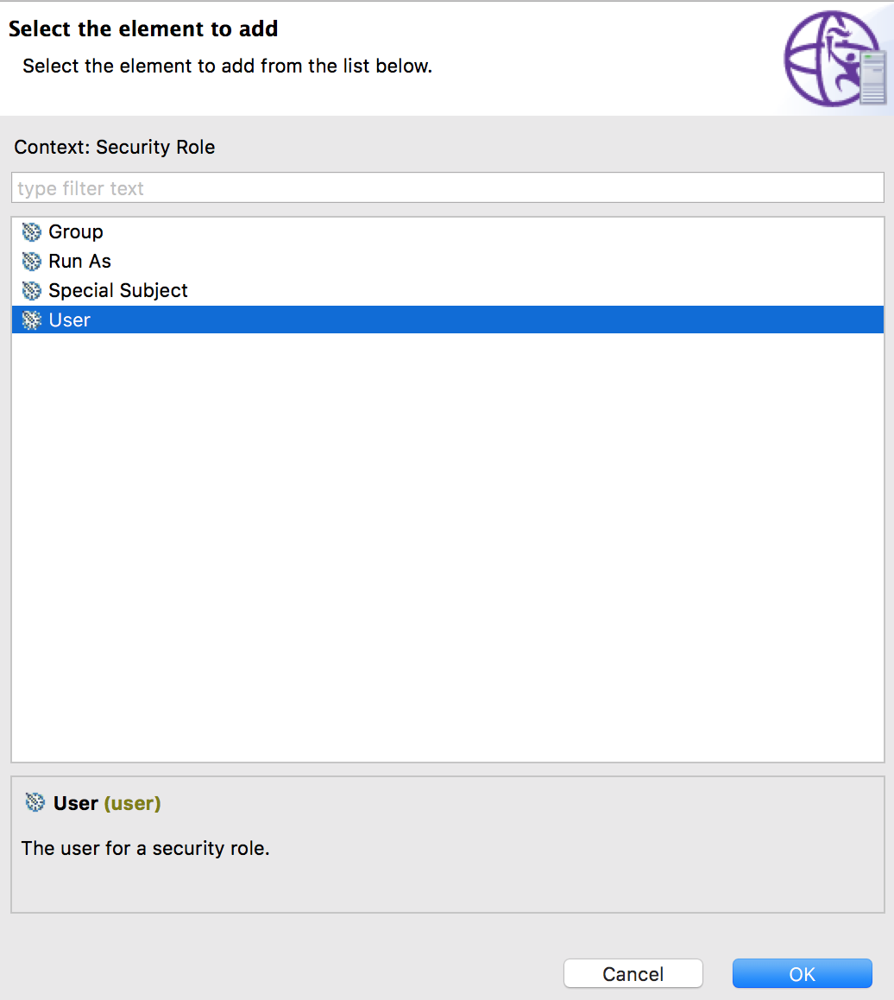 Select the element to add
Select the element to add from the list below.
Context: Security Role
type filter text
Group
Run As
Special Subject
User
User (user)
The user for a security role.
Cancel
OK